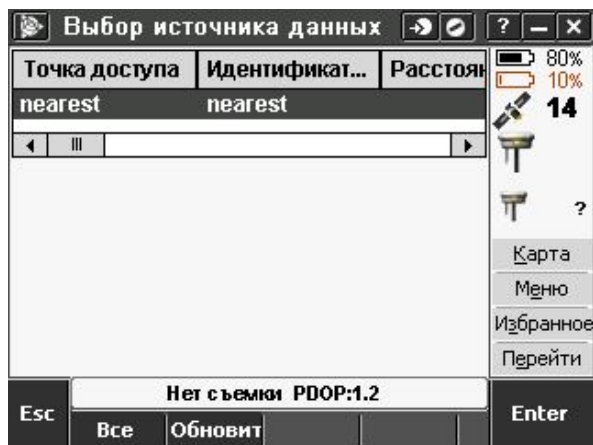 Выбор источника данных ? – ×
Точка доступа Идентификат... Расстоян
nearest nearest
80%
10%
14
?
Карта
Меню
Избранное
Перейти
Нет съемки PDOP:1.2
Esc Enter
Все Обновит